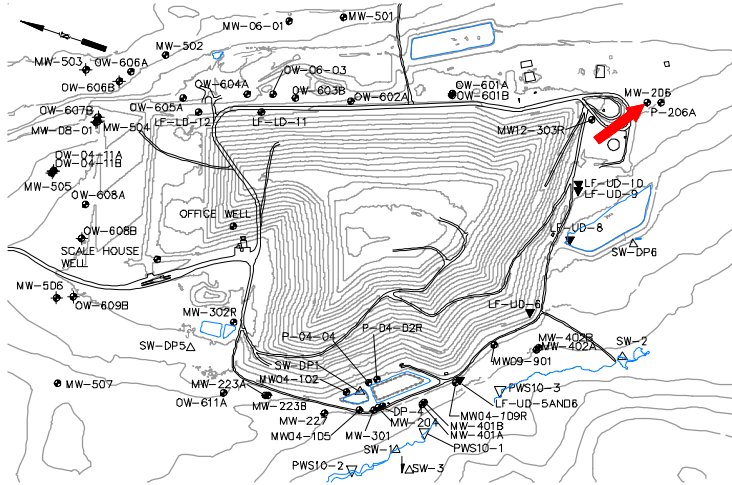 MW-501
MW-06-01
MW-502
MW-503
OW-606A
OW-606B
OW-604A
OW-06-03
OW-603B
OW-602A
OW-601A
OW-601B
MW-206
P-206A
OW-605A
LF-LD-12
LF-LD-11
OW-607B
MW-08-01
MW-504
MW12-303R
OW-04-11A
OW-04-11B
MW-505
OW-608A
LF-UD-10
LF-UD-9
OFFICE WELL
OW-608B
SCALE HOUSE
WELL
LF-UD-8
SW-DP6
MW-506
OW-609B
MW-302R
LF-UD-6
P-04-04
P-04-02R
SW-DP5
SW-DP1
MW04-102
MW-402B
MW-402A
SW-2
MW09-901
MW-507
MW-223A
OW-611A
MW-223B
MW-227
MW04-105
MW-301
DP-4
MW-204
MW-401B
MW-401A
MW04-109R
LF-UD-5AND6
PWS10-3
SW-1
PWS10-1
PWS10-2
SW-3